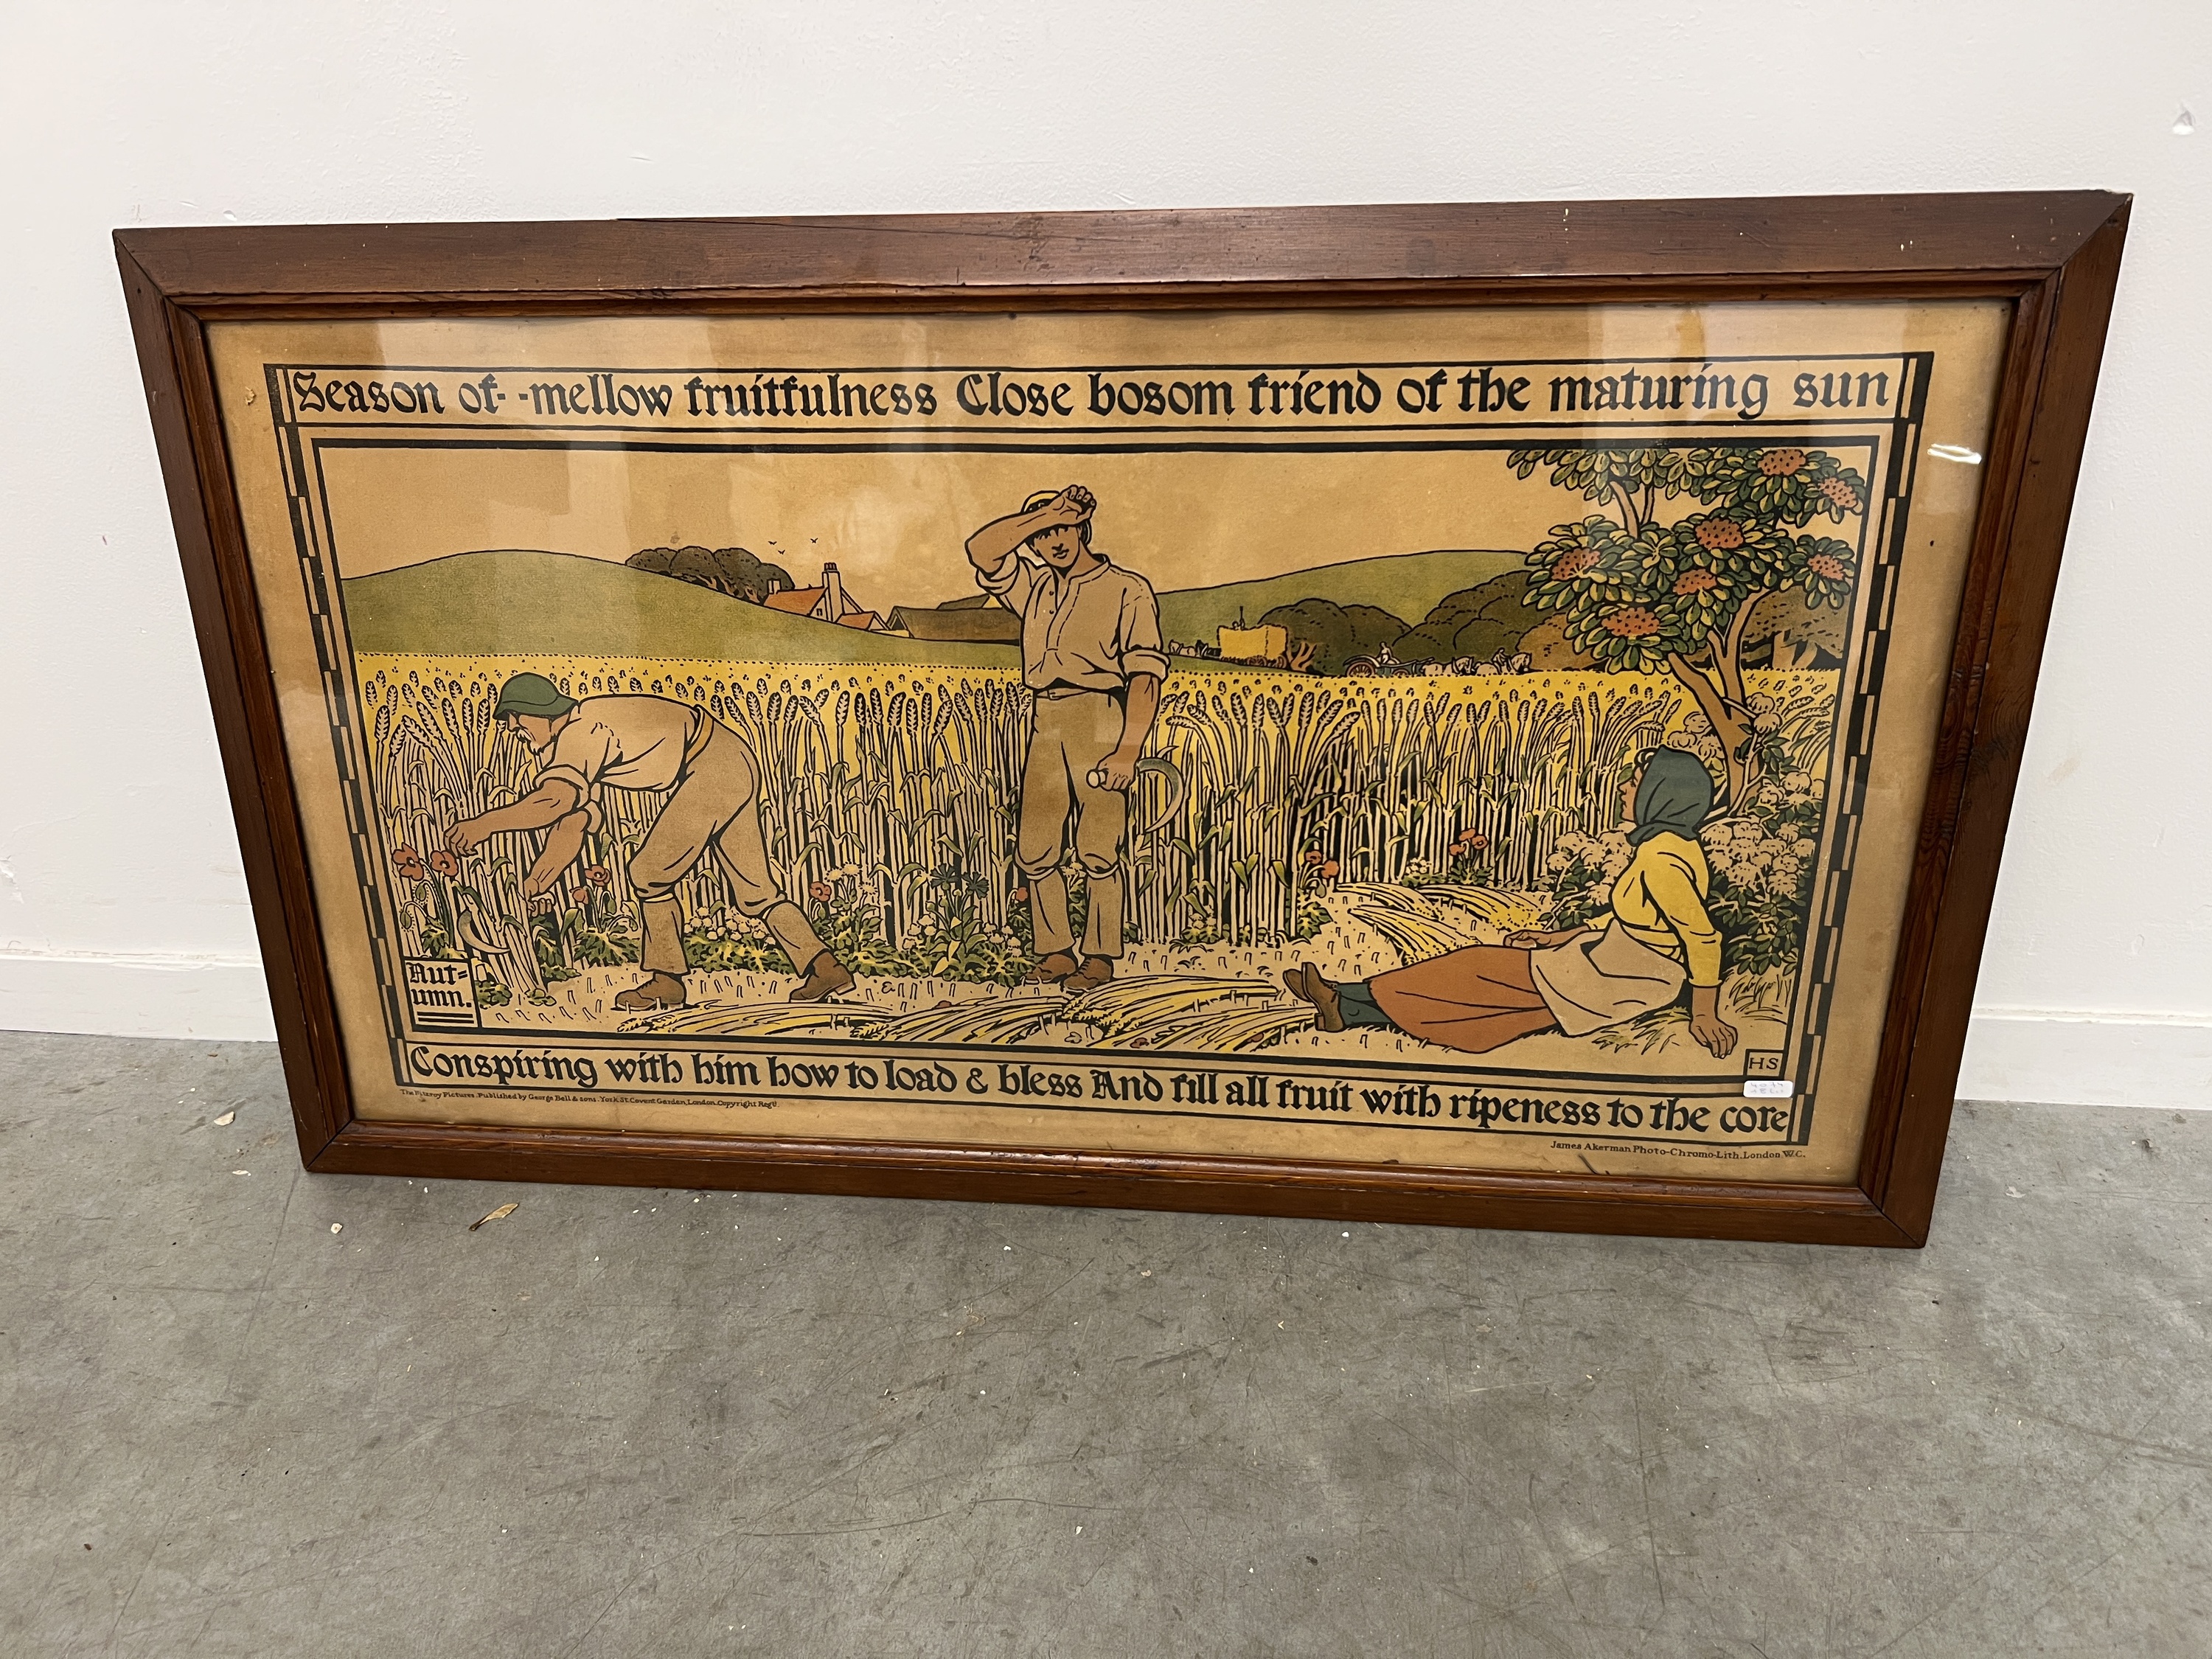 Season of- -mellow fruitfulness Close bosom friend of the maturing sun
Aut=
umn.
HS
Conspiring with him how to load & bless And fill all fruit with ripeness to the core
The Fitzroy Pictures. Published by George Bell & sons. York St. Covent Garden, London. Copyright Regd.
James Akerman Photo-Chromo-Lith. London. W.C.